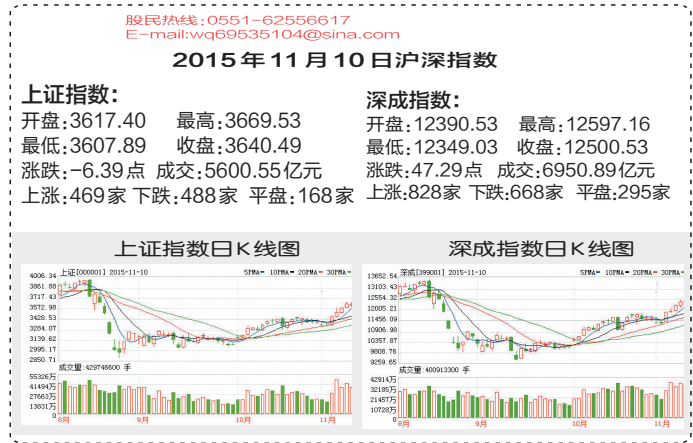 股民热线:0551-62556617
E-mail:wq69535104@sina.com
2015年11月10日沪深指数
上证指数:
开盘:3617.40 最高:3669.53
最低:3607.89 收盘:3640.49
涨跌:-6.39点 成交:5600.55亿元
上涨:469家 下跌:488家 平盘:168家
深成指数:
开盘:12390.53 最高:12597.16
最低:12349.03 收盘:12500.53
涨跌:47.29点 成交:6950.89亿元
上涨:828家 下跌:668家 平盘:295家
上证指数日K线图
4006.34 上证[000001] 2015-11-10 5PMA 10PMA 20PMA 30PMA
3861.88
3717.43
3572.98
3428.53
3284.07
3139.62
2995.17
2850.71
成交量:429746600 手
55326万
41494万
27663万
13831万
0
8月 9月 10月 11月
深成指数日K线图
13652.54 深成[399001] 2015-11-10 5PMA 10PMA 20PMA 30PMA
13103.43
12554.32
12005.21
11456.09
10906.98
10357.87
9808.76
9259.65
成交量:400913300 手
42914万
32185万
21457万
10728万
0
8月 9月 10月 11月